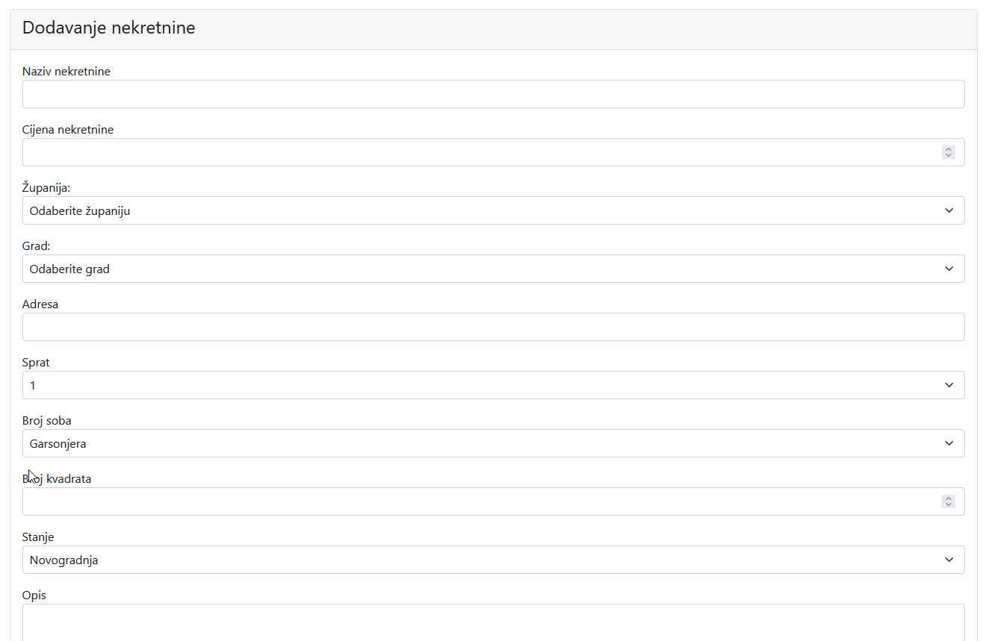 Dodavanje nekretnine
Naziv nekretnine
Cijena nekretnine
Županija:
Odaberite županiju
Grad:
Odaberite grad
Adresa
Sprat
1
Broj soba
Garsonjera
Broj kvadrata
Stanje
Novogradnja
Opis